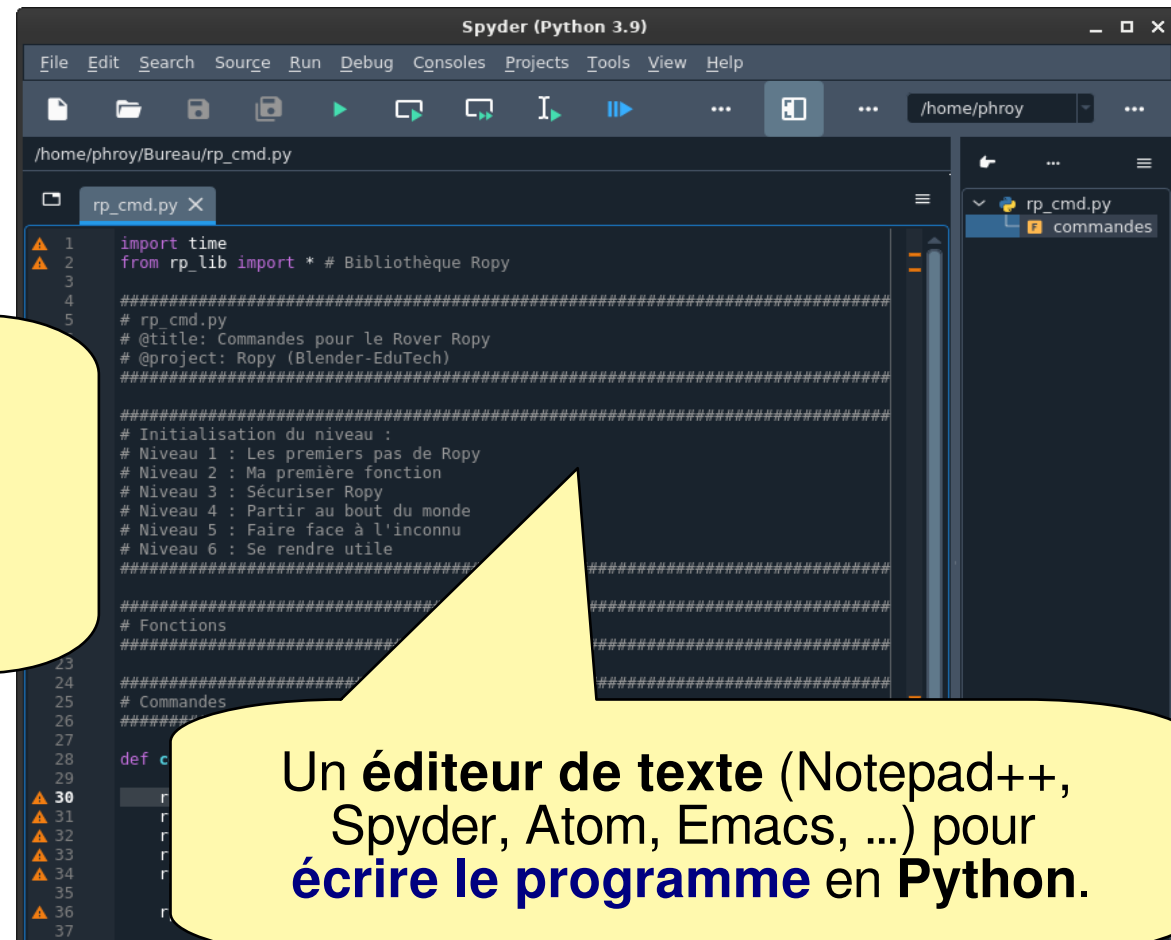 Spyder (Python 3.9)
File Edit Search Source Run Debug Consoles Projects Tools View Help
/home/phroy
/home/phroy/Bureau/rp_cmd.py
rp_cmd.py
rp_cmd.py
commandes
1 import time
2 from rp_lib import * # Bibliothèque Ropy
3
4 ###############################################################################
5 # rp_cmd.py
# @title: Commandes pour le Rover Ropy
# @project: Ropy (Blender-EduTech)
###############################################################################
###############################################################################
# Initialisation du niveau :
# Niveau 1 : Les premiers pas de Ropy
# Niveau 2 : Ma première fonction
# Niveau 3 : Sécuriser Ropy
# Niveau 4 : Partir au bout du monde
# Niveau 5 : Faire face à l'inconnu
# Niveau 6 : Se rendre utile
###############################################################################
###############################################################################
# Fonctions
###############################################################################
23
24 ###############################################################################
25 # Commandes
26 #######
27
28 def c
29
30 r
31 r
32 r
33 r
34 r
35
36 r
37
Un éditeur de texte (Notepad++,
Spyder, Atom, Emacs, ...) pour
écrire le programme en Python.